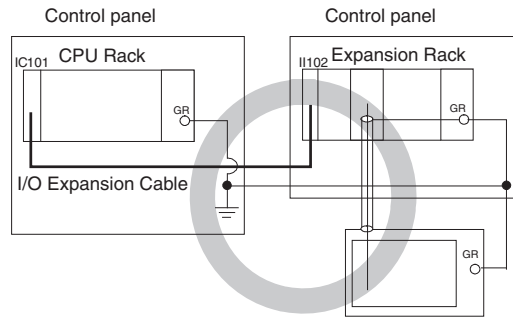 Control panel
Control panel
IC101
CPU Rack
II102
Expansion Rack
GR
GR
I/O Expansion Cable
GR